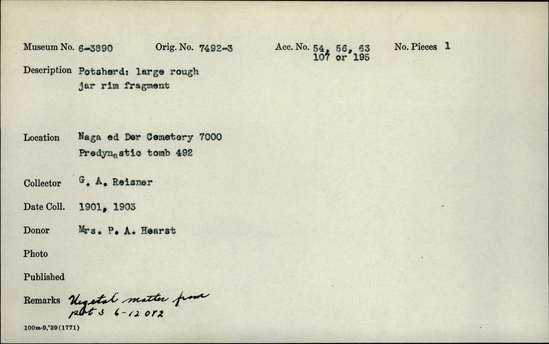 Museum No. 6-3890 Orig. No. 7492-3 Acc. No. 54, 56, 63 No. Pieces 1
107 or 195
Description Potsherd: large rough
jar rim fragment
Location Naga ed Der Cemetery 7000
Predynastic tomb 492
Collector G. A. Reisner
Date Coll. 1901, 1903
Donor Mrs. P. A. Hearst
Photo
Published
Remarks Vegetal matter from
pot 3 6-12082
100m-9,'39(1771)